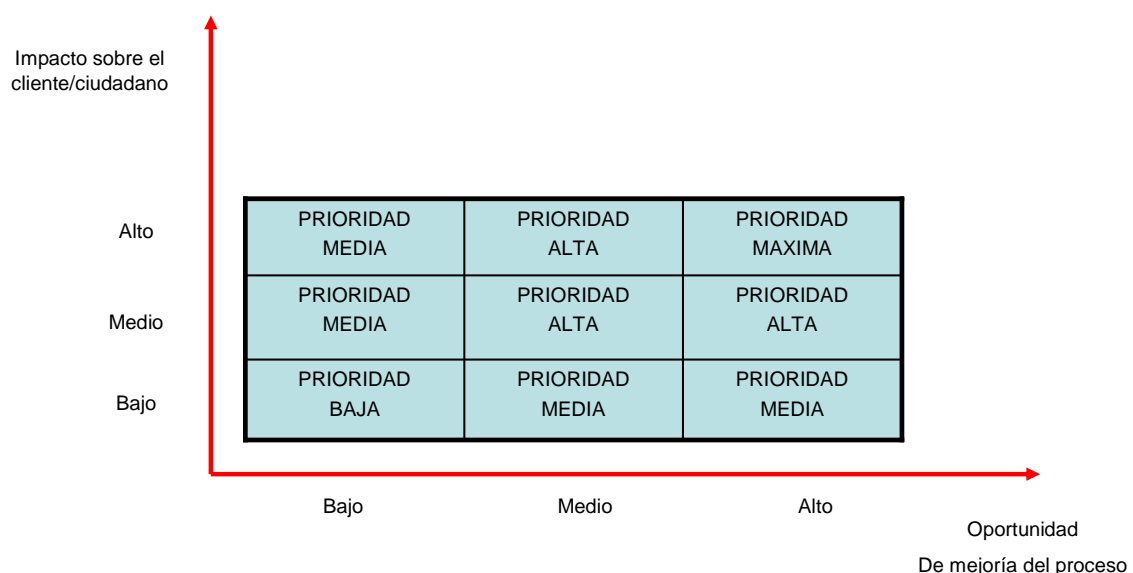 Impacto sobre el
cliente/ciudadano
Alto
PRIORIDAD
MEDIA
PRIORIDAD
ALTA
PRIORIDAD
MAXIMA
Medio
PRIORIDAD
MEDIA
PRIORIDAD
ALTA
PRIORIDAD
ALTA
Bajo
PRIORIDAD
BAJA
PRIORIDAD
MEDIA
PRIORIDAD
MEDIA
Bajo
Medio
Alto
Oportunidad
De mejoría del proceso